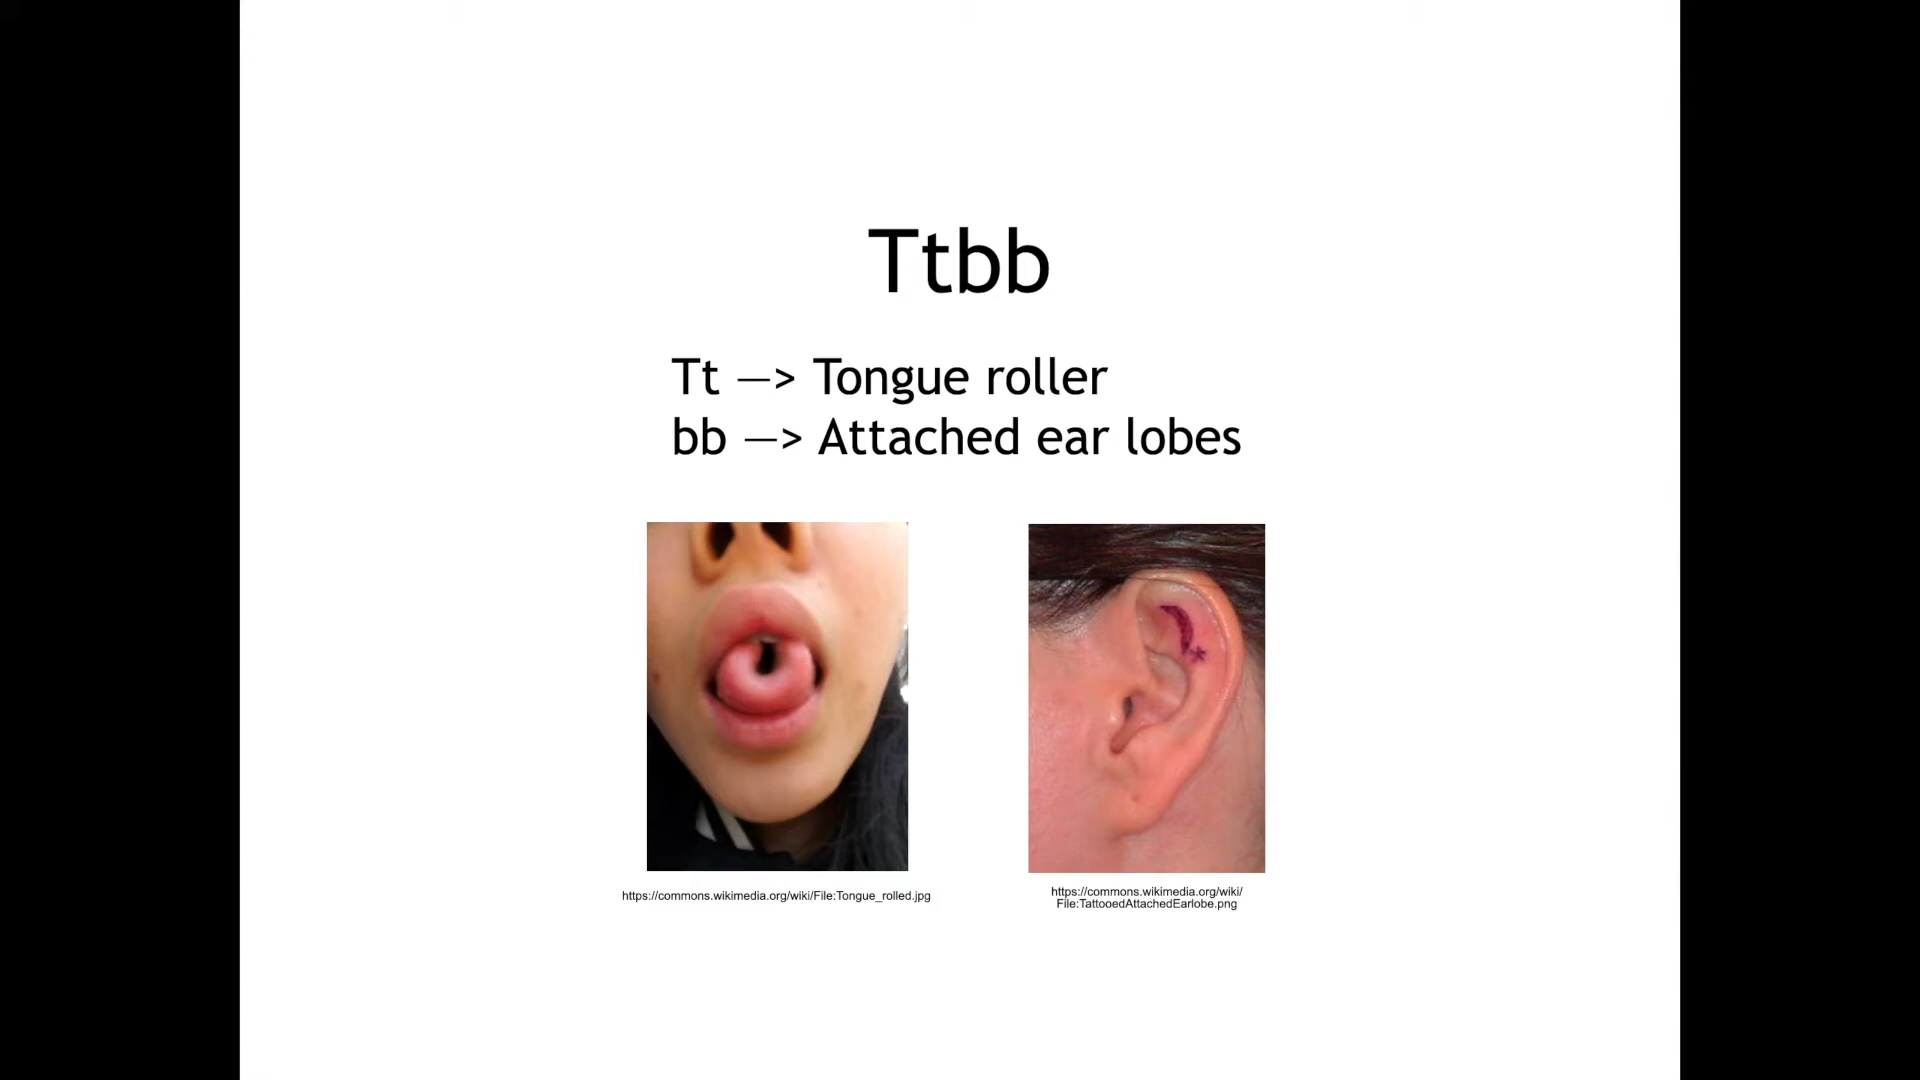 Ttbb
Tt —> Tongue roller
bb —> Attached ear lobes
https://commons.wikimedia.org/wiki/File:Tongue_rolled.jpg
https://commons.wikimedia.org/wiki/
File:TattooedAttachedEarlobe.png